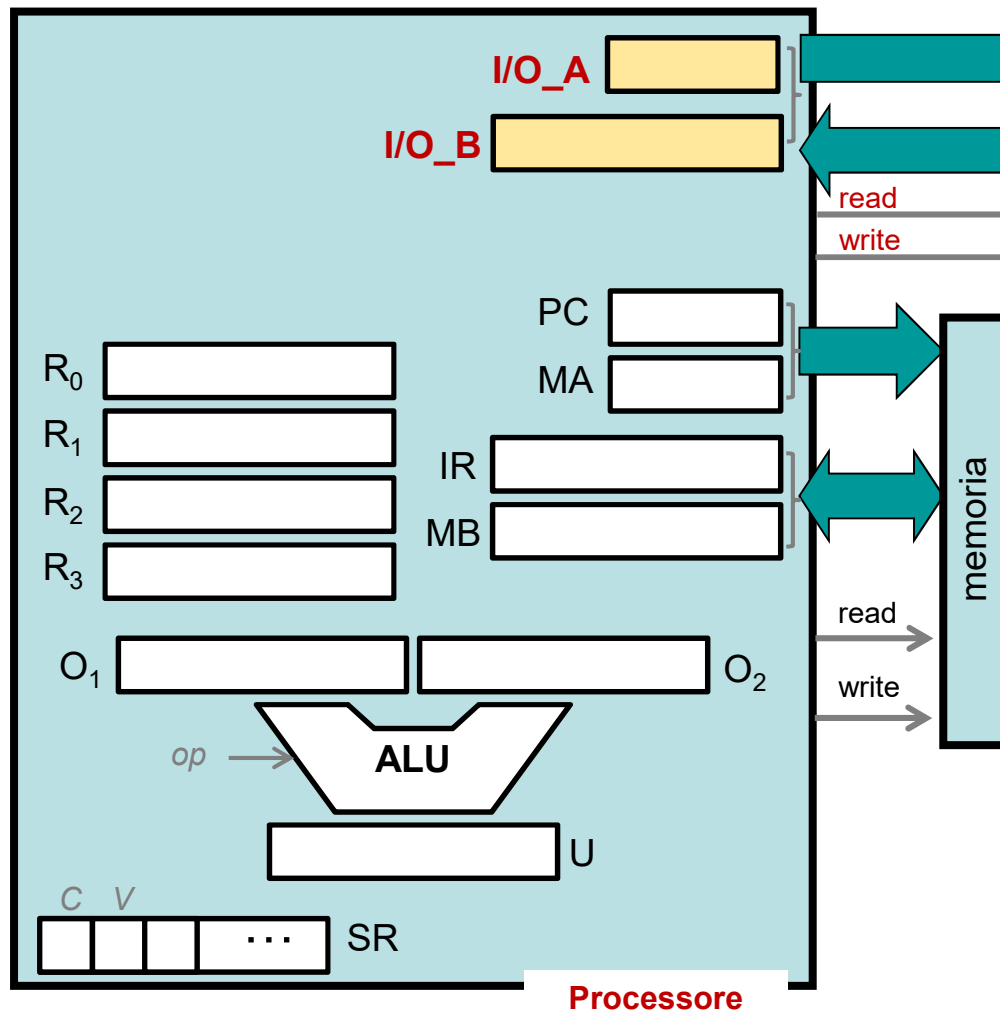 I/O_A
I/O_B
read
write
PC
MA
R0
R1
R2
R3
IR
MB
memoria
read
write
O1
O2
op
ALU
U
C V
... SR
Processore